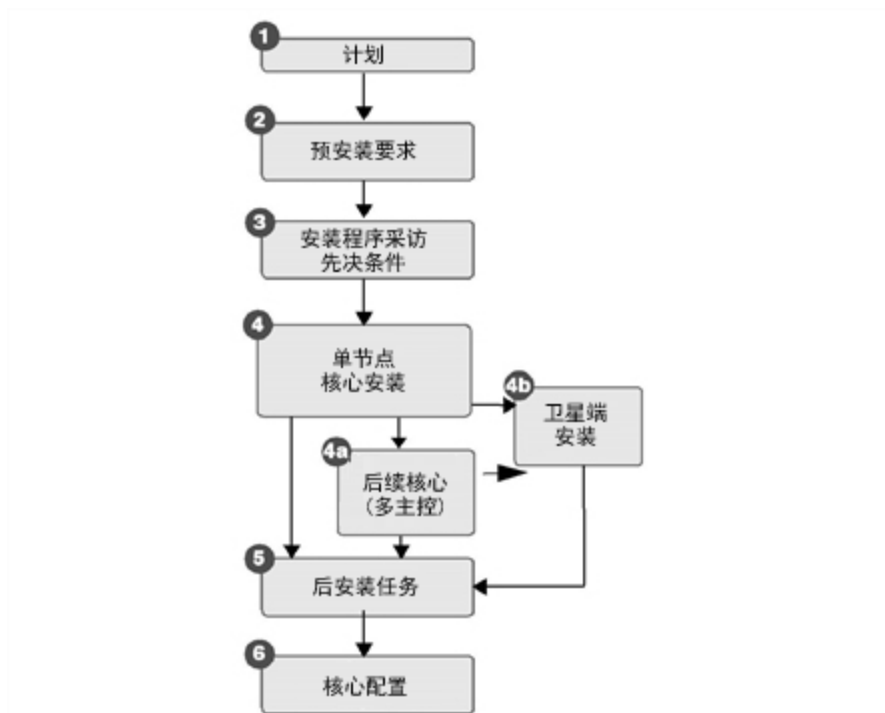 1
计划
2
预安装要求
3
安装程序采访
先决条件
4
单节点
核心安装
4b
卫星端
安装
4a
后续核心
(多主控)
5
后安装任务
6
核心配置